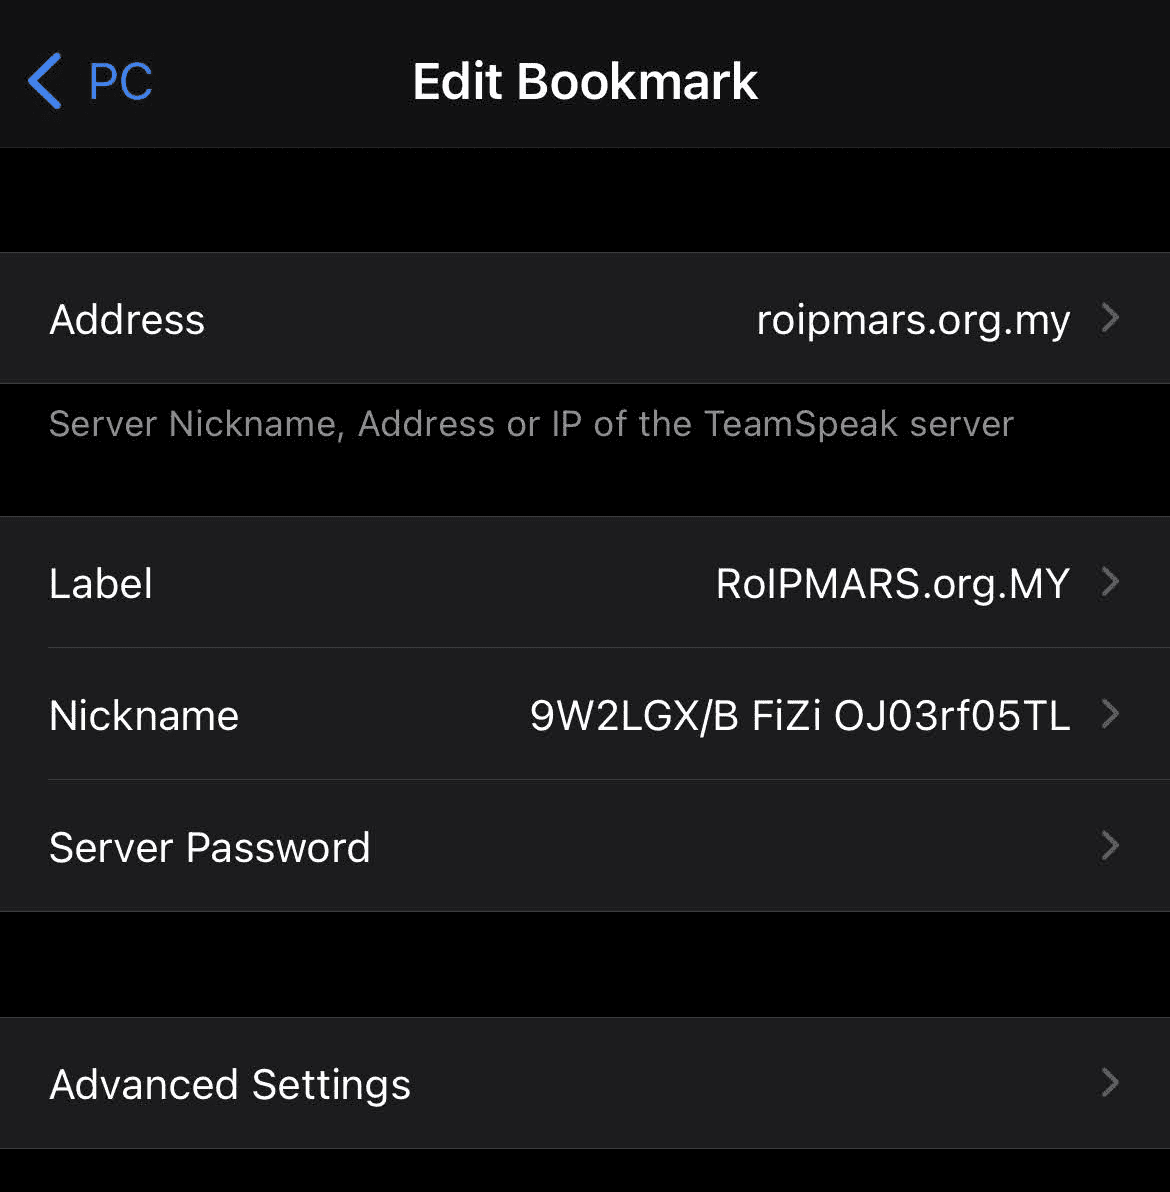 PC
Edit Bookmark
Address roipmars.org.my
Server Nickname, Address or IP of the TeamSpeak server
Label RoIPMARS.org.MY
Nickname 9W2LGX/B FiZi OJ03rf05TL
Server Password
Advanced Settings